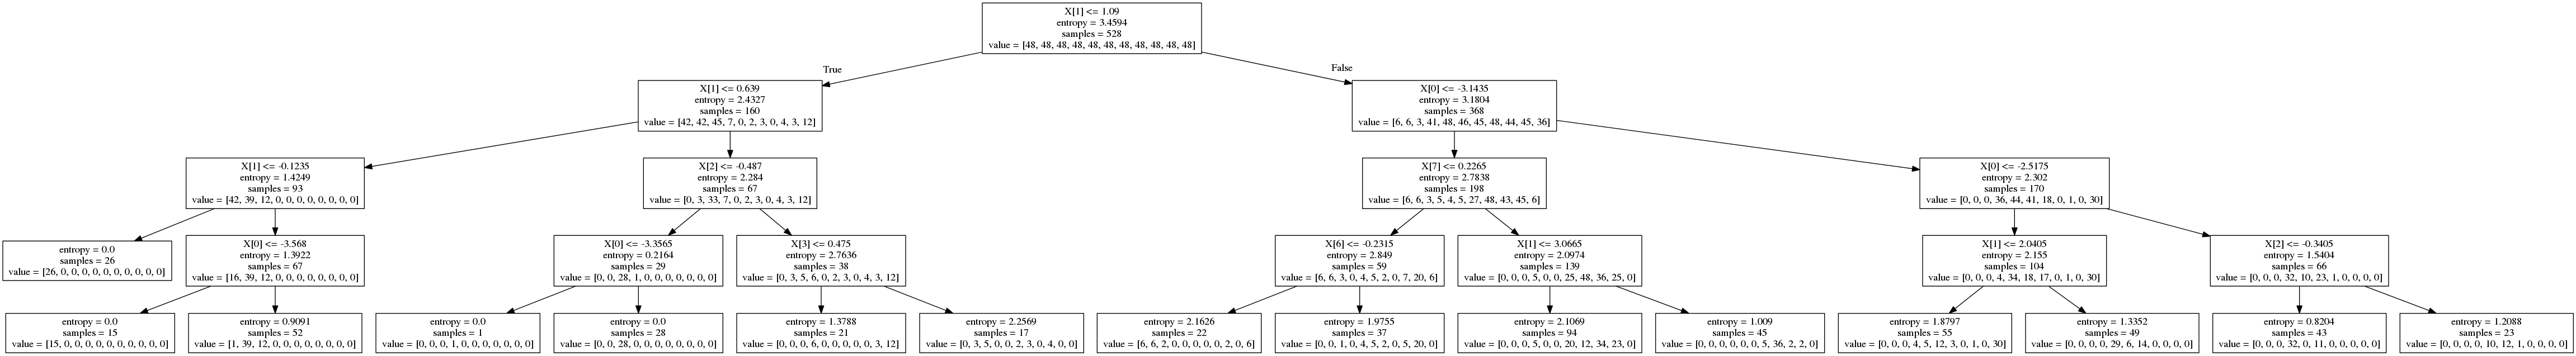 X[1] <= 1.09
entropy = 3.4594
samples = 528
value = [48, 48, 48, 48, 48, 48, 48, 48, 48, 48, 48]
True
False
X[1] <= 0.639
entropy = 2.4327
samples = 160
value = [42, 42, 45, 7, 0, 2, 3, 0, 4, 3, 12]
X[0] <= -3.1435
entropy = 3.1804
samples = 368
value = [6, 6, 3, 41, 48, 46, 45, 48, 44, 45, 36]
X[1] <= -0.1235
entropy = 1.4249
samples = 93
value = [42, 39, 12, 0, 0, 0, 0, 0, 0, 0, 0]
X[2] <= -0.487
entropy = 2.284
samples = 67
value = [0, 3, 33, 7, 0, 2, 3, 0, 4, 3, 12]
X[7] <= 0.2265
entropy = 2.7838
samples = 198
value = [6, 6, 3, 5, 4, 5, 27, 48, 43, 45, 6]
X[0] <= -2.5175
entropy = 2.302
samples = 170
value = [0, 0, 0, 36, 44, 41, 18, 0, 1, 0, 30]
entropy = 0.0
samples = 26
value = [26, 0, 0, 0, 0, 0, 0, 0, 0, 0, 0]
X[0] <= -3.568
entropy = 1.3922
samples = 67
value = [16, 39, 12, 0, 0, 0, 0, 0, 0, 0, 0]
X[0] <= -3.3565
entropy = 0.2164
samples = 29
value = [0, 0, 28, 1, 0, 0, 0, 0, 0, 0, 0]
X[3] <= 0.475
entropy = 2.7636
samples = 38
value = [0, 3, 5, 6, 0, 2, 3, 0, 4, 3, 12]
X[6] <= -0.2315
entropy = 2.849
samples = 59
value = [6, 6, 3, 0, 4, 5, 2, 0, 7, 20, 6]
X[1] <= 3.0665
entropy = 2.0974
samples = 139
value = [0, 0, 0, 5, 0, 0, 25, 48, 36, 25, 0]
X[1] <= 2.0405
entropy = 2.155
samples = 104
value = [0, 0, 0, 4, 34, 18, 17, 0, 1, 0, 30]
X[2] <= -0.3405
entropy = 1.5404
samples = 66
value = [0, 0, 0, 32, 10, 23, 1, 0, 0, 0, 0]
entropy = 0.0
samples = 15
value = [15, 0, 0, 0, 0, 0, 0, 0, 0, 0, 0]
entropy = 0.9091
samples = 52
value = [1, 39, 12, 0, 0, 0, 0, 0, 0, 0, 0]
entropy = 0.0
samples = 1
value = [0, 0, 0, 1, 0, 0, 0, 0, 0, 0, 0]
entropy = 0.0
samples = 28
value = [0, 0, 28, 0, 0, 0, 0, 0, 0, 0, 0]
entropy = 1.3788
samples = 21
value = [0, 0, 0, 6, 0, 0, 0, 0, 0, 3, 12]
entropy = 2.2569
samples = 17
value = [0, 3, 5, 0, 0, 2, 3, 0, 4, 0, 0]
entropy = 2.1626
samples = 22
value = [6, 6, 2, 0, 0, 0, 0, 0, 2, 0, 6]
entropy = 1.9755
samples = 37
value = [0, 0, 1, 0, 4, 5, 2, 0, 5, 20, 0]
entropy = 2.1069
samples = 94
value = [0, 0, 0, 5, 0, 0, 20, 12, 34, 23, 0]
entropy = 1.009
samples = 45
value = [0, 0, 0, 0, 0, 0, 5, 36, 2, 2, 0]
entropy = 1.8797
samples = 55
value = [0, 0, 0, 4, 5, 12, 3, 0, 1, 0, 30]
entropy = 1.3352
samples = 49
value = [0, 0, 0, 0, 29, 6, 14, 0, 0, 0, 0]
entropy = 0.8204
samples = 43
value = [0, 0, 0, 32, 0, 11, 0, 0, 0, 0, 0]
entropy = 1.2088
samples = 23
value = [0, 0, 0, 0, 10, 12, 1, 0, 0, 0, 0]